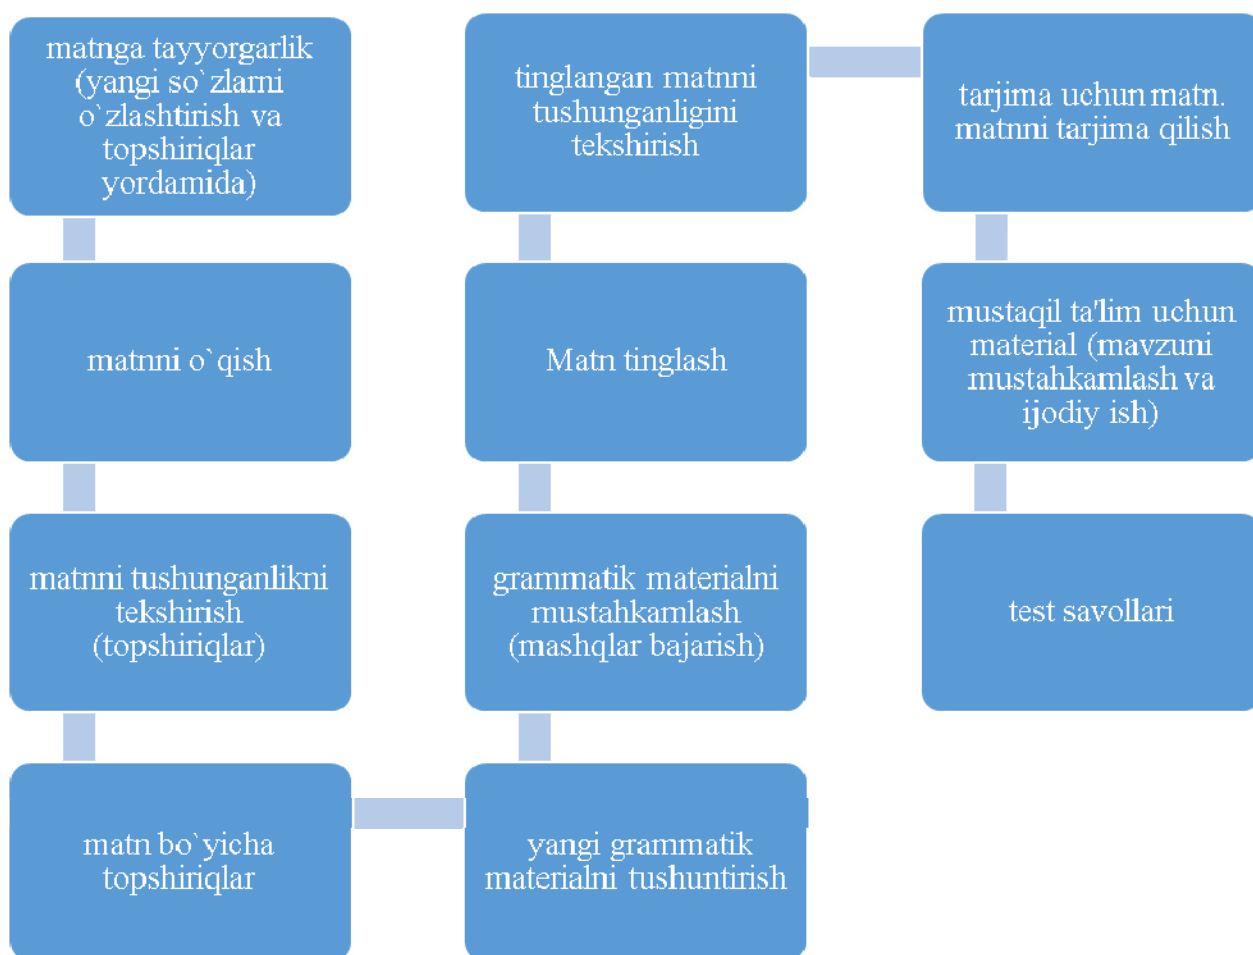 matnga tayyorgarlik
(yangi so`zlarni
o`zlashtirish va
topshiriqlar
yordamida)
matnni o`qish
matnni tushunganlikni
tekshirish
(topshiriqlar)
matn bo`yicha
topshiriqlar
yangi grammatik
materialni tushuntirish
grammatik materialni
mustahkamlash
(mashqlar bajarish)
Matn tinglash
tinglangan matnni
tushunganligini
tekshirish
tarjima uchun matn.
matnni tarjima qilish
mustaqil ta'lim uchun
material (mavzuni
mustahkamlash va
ijodiy ish)
test savollari